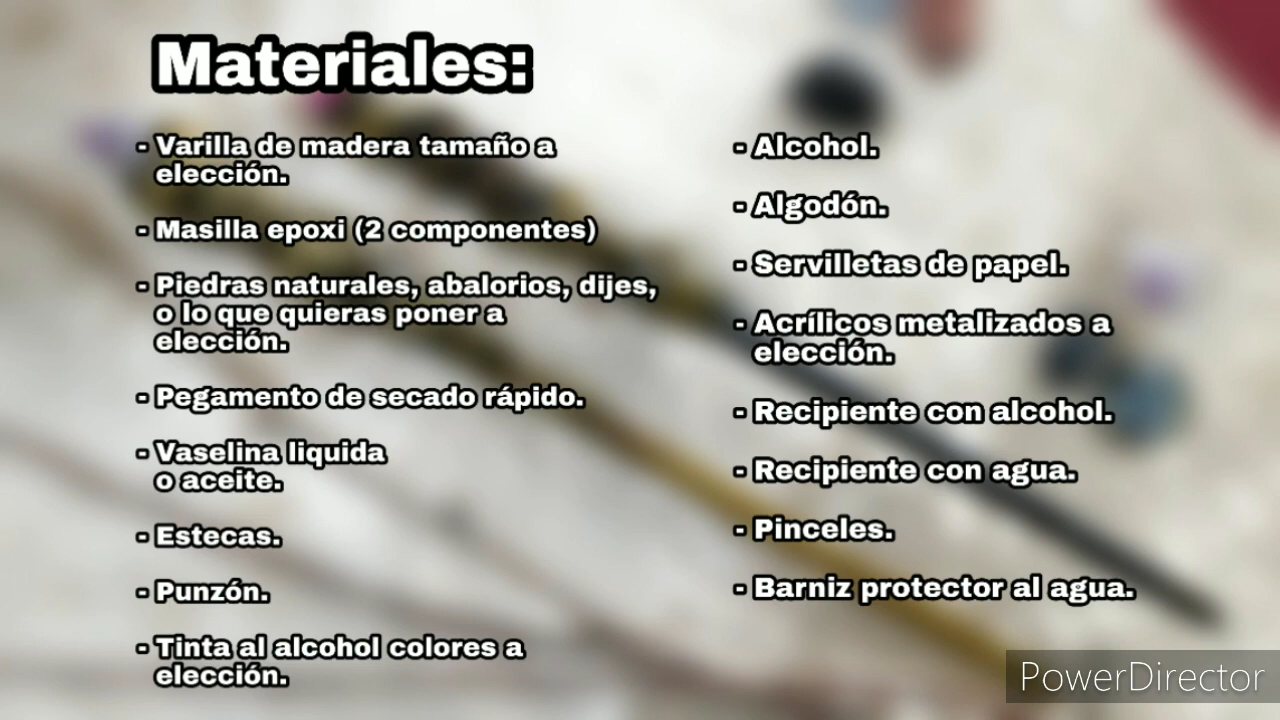 Materiales:
- Varilla de madera tamaño a
elección.
- Masilla epoxi (2 componentes)
- Piedras naturales, abalorios, dijes,
o lo que quieras poner a
elección.
- Pegamento de secado rápido.
- Vaselina liquida
o aceite.
- Estecas.
- Punzón.
- Tinta al alcohol colores a
elección.
- Alcohol.
- Algodón.
- Servilletas de papel.
- Acrílicos metalizados a
elección.
- Recipiente con alcohol.
- Recipiente con agua.
- Pinceles.
- Barniz protector al agua.
PowerDirector